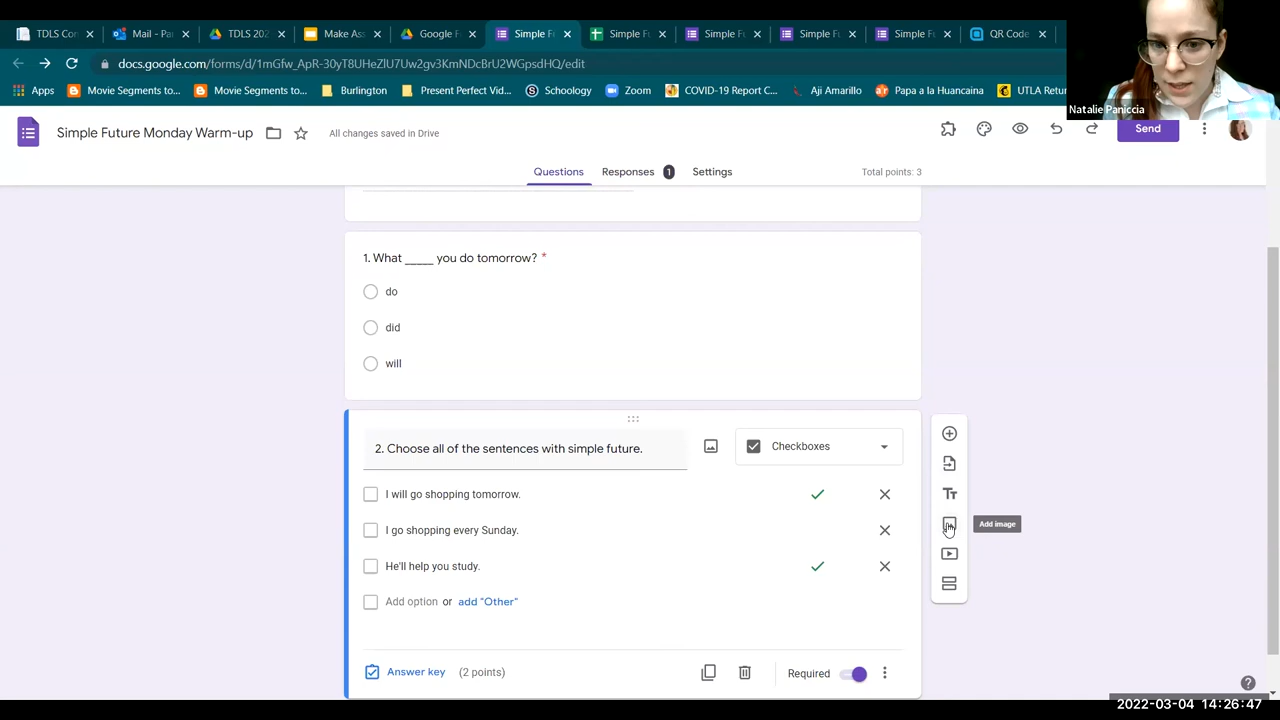 TDLS Co
Mail - Pa
TDLS 202
Make Ass
Google F
Simple F
Simple Fu
Simple Fu
Simple Fu
Simple Fu
QR Code
docs.google.com/forms/d/1mGfw_ApR-30yT8UHeZlU7Uw2gv3KmNDcBrU2WGpsdHQ/edit
Apps
Movie Segments to...
Movie Segments to...
Burlington
Present Perfect Vid...
Schoology
Zoom
COVID-19 Report C...
Aji Amarillo
Papa a la Huancaina
UTLA Retur
Natalie Paniccia
Simple Future Monday Warm-up
All changes saved in Drive
Send
Questions
Responses 1
Settings
Total points: 3
1. What _____ you do tomorrow? *
do
did
will
2. Choose all of the sentences with simple future.
Checkboxes
I will go shopping tomorrow.
I go shopping every Sunday.
Add image
He'll help you study.
Add option or add "Other"
Answer key (2 points)
Required
2022-03-04 14:26:47